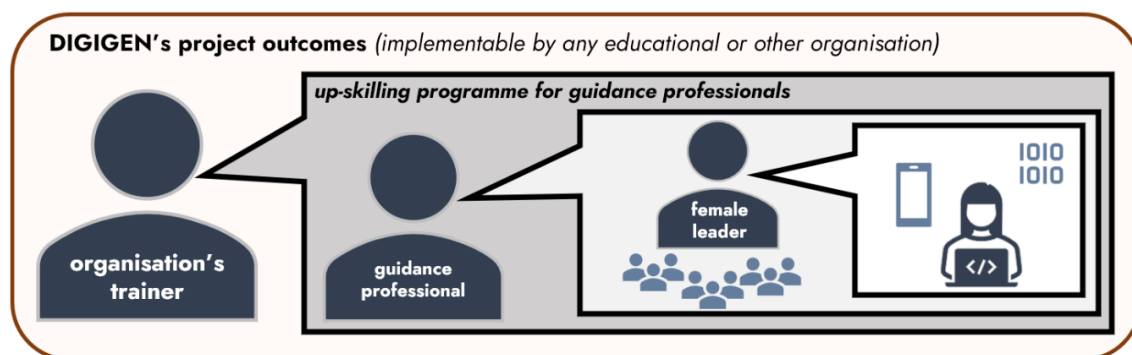 DIGIGEN's project outcomes (implementable by any educational or other organisation)
up-skilling programme for guidance professionals
organisation's
trainer
guidance
professional
female
leader
1010
1010
</>